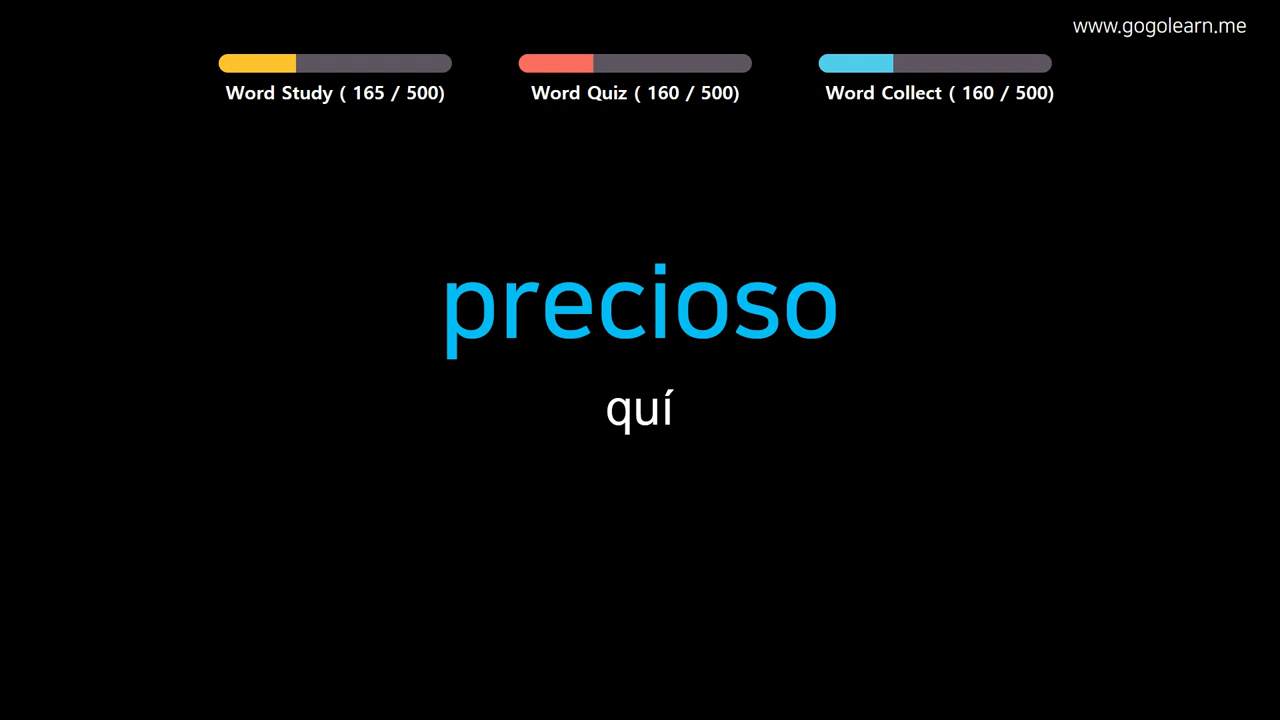 www.gogolearn.me
Word Study ( 165 / 500)
Word Quiz ( 160 / 500)
Word Collect ( 160 / 500)
precioso
quí